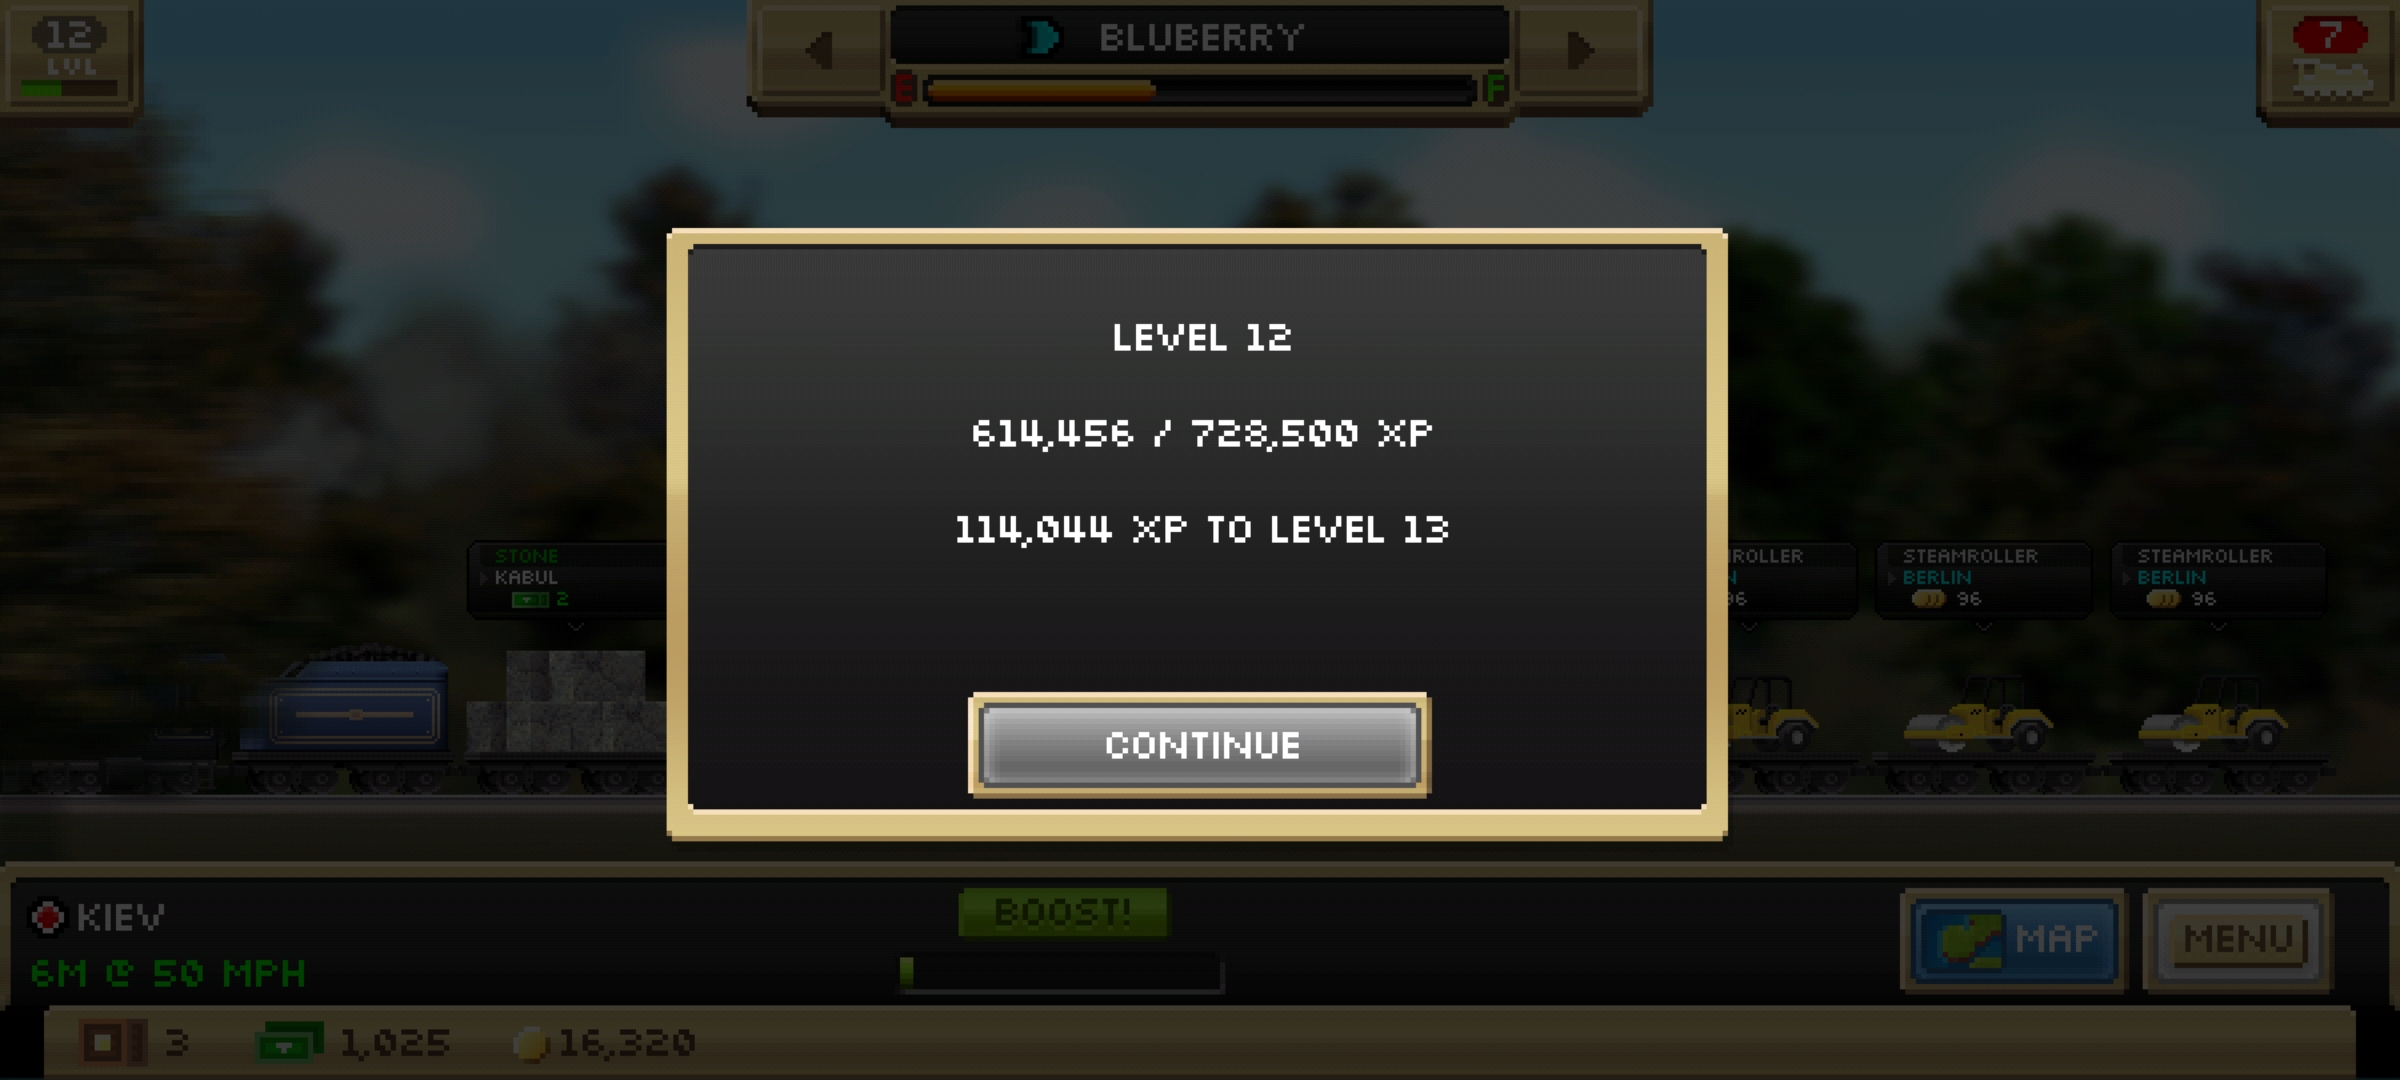 12
LVL
BLUBERRY
E
F
7
LEVEL 12
614,456 / 728,500 XP
114,044 XP TO LEVEL 13
CONTINUE
STONE
KABUL
2
ROLLER
96
STEAMROLLER
BERLIN
96
STEAMROLLER
BERLIN
96
KIEV
6M @ 50 MPH
BOOST!
MAP
MENU
3
1,025
16,320